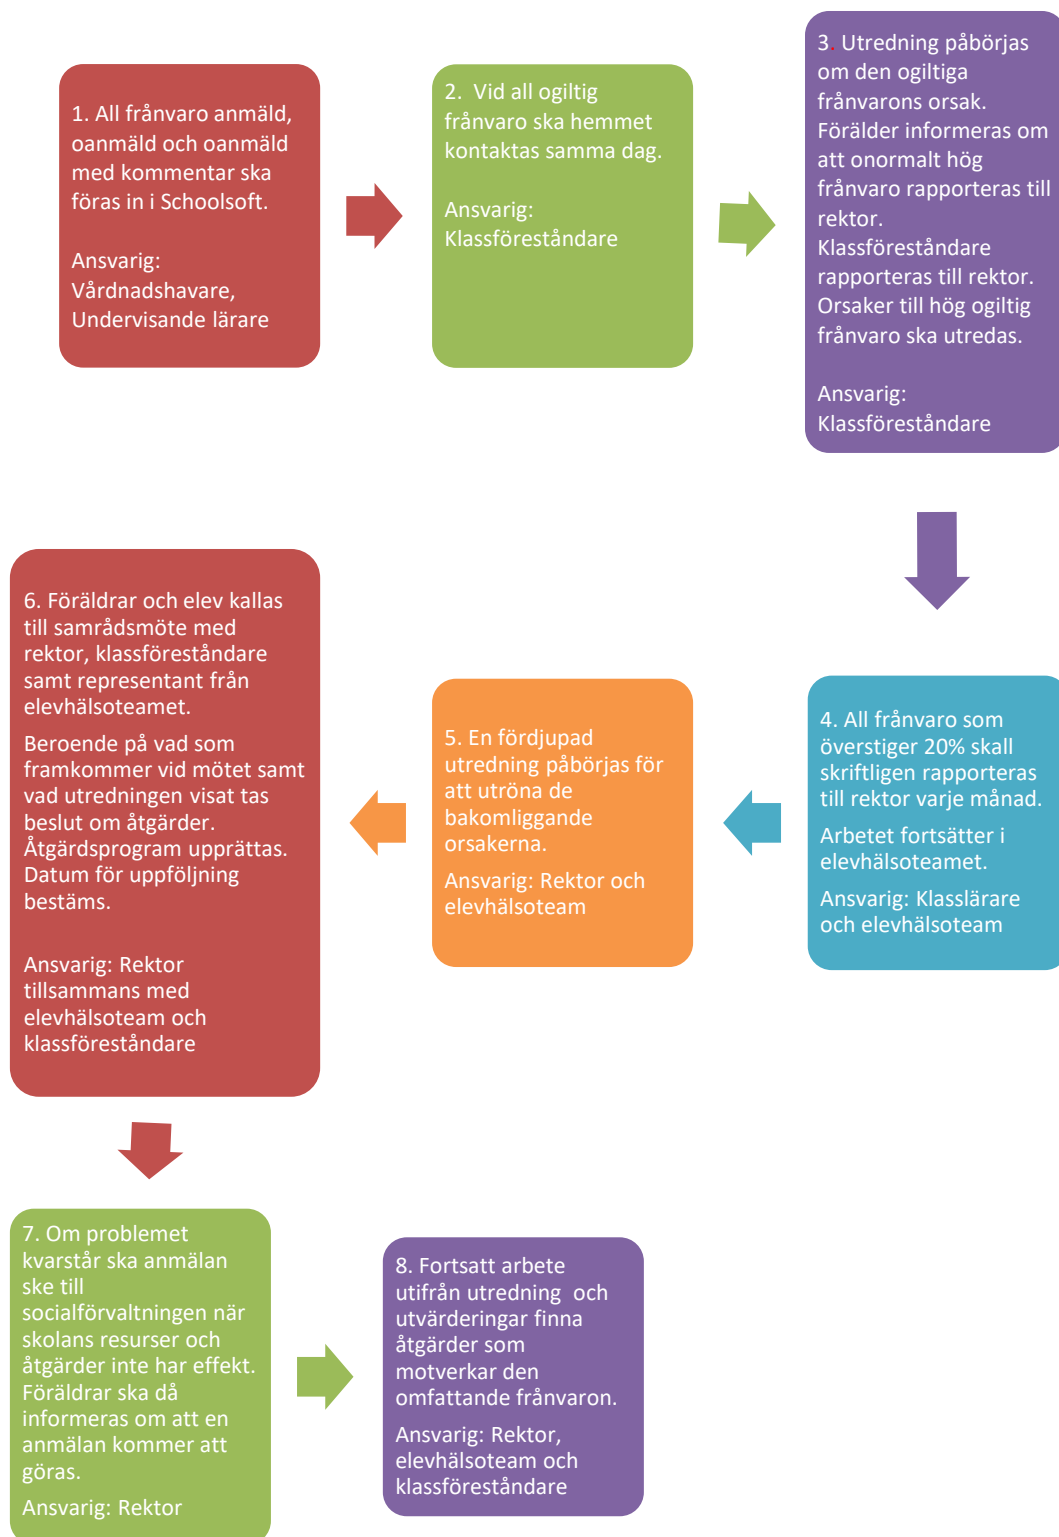 1. All frånvaro anmäld,
oanmäld och oanmäld
med kommentar ska
föras in i Schoolsoft.
Ansvarig:
Vårdnadshavare,
Undervisande lärare
2. Vid all ogiltig
frånvaro ska hemmet
kontaktas samma dag.
Ansvarig:
Klassföreståndare
3. Utredning påbörjas
om den ogiltiga
frånvarons orsak.
Förälder informeras om
att onormalt hög
frånvaro rapporteras till
rektor.
Klassföreståndare
rapporteras till rektor.
Orsaker till hög ogiltig
frånvaro ska utredas.
Ansvarig:
Klassföreståndare
4. All frånvaro som
överstiger 20% skall
skriftligen rapporteras
till rektor varje månad.
Arbetet fortsätter i
elevhälsoteamet.
Ansvarig: Klasslärare
och elevhälsoteam
5. En fördjupad
utredning påbörjas för
att utröna de
bakomliggande
orsakerna.
Ansvarig: Rektor och
elevhälsoteam
6. Föräldrar och elev kallas
till samrådsmöte med
rektor, klassföreståndare
samt representant från
elevhälsoteamet.
Beroende på vad som
framkommer vid mötet samt
vad utredningen visat tas
beslut om åtgärder.
Åtgärdsprogram upprättas.
Datum för uppföljning
bestäms.
Ansvarig: Rektor
tillsammans med
elevhälsoteam och
klassföreståndare
7. Om problemet
kvarstår ska anmälan
ske till
socialförvaltningen när
skolans resurser och
åtgärder inte har effekt.
Föräldrar ska då
informeras om att en
anmälan kommer att
göras.
Ansvarig: Rektor
8. Fortsatt arbete
utifrån utredning och
utvärderingar finna
åtgärder som
motverkar den
omfattande frånvaron.
Ansvarig: Rektor,
elevhälsoteam och
klassföreståndare